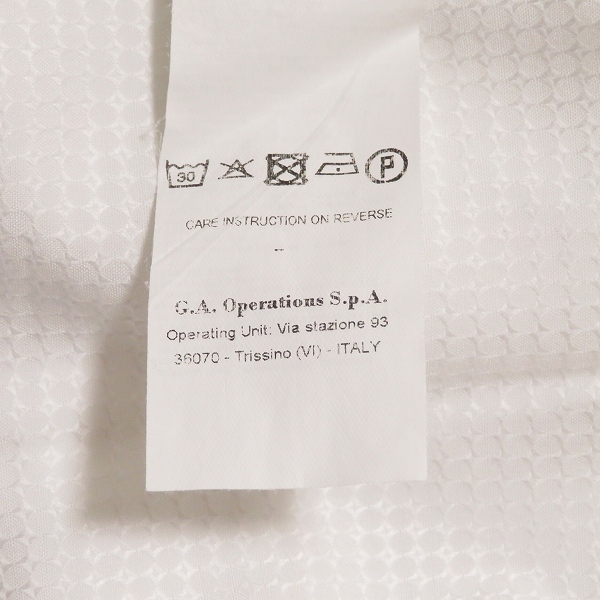 30 P
CARE INSTRUCTION ON REVERSE
--
G.A. Operations S.p.A.
Operating Unit: Via stazione 93
36070 - Trissino (VI) - ITALY